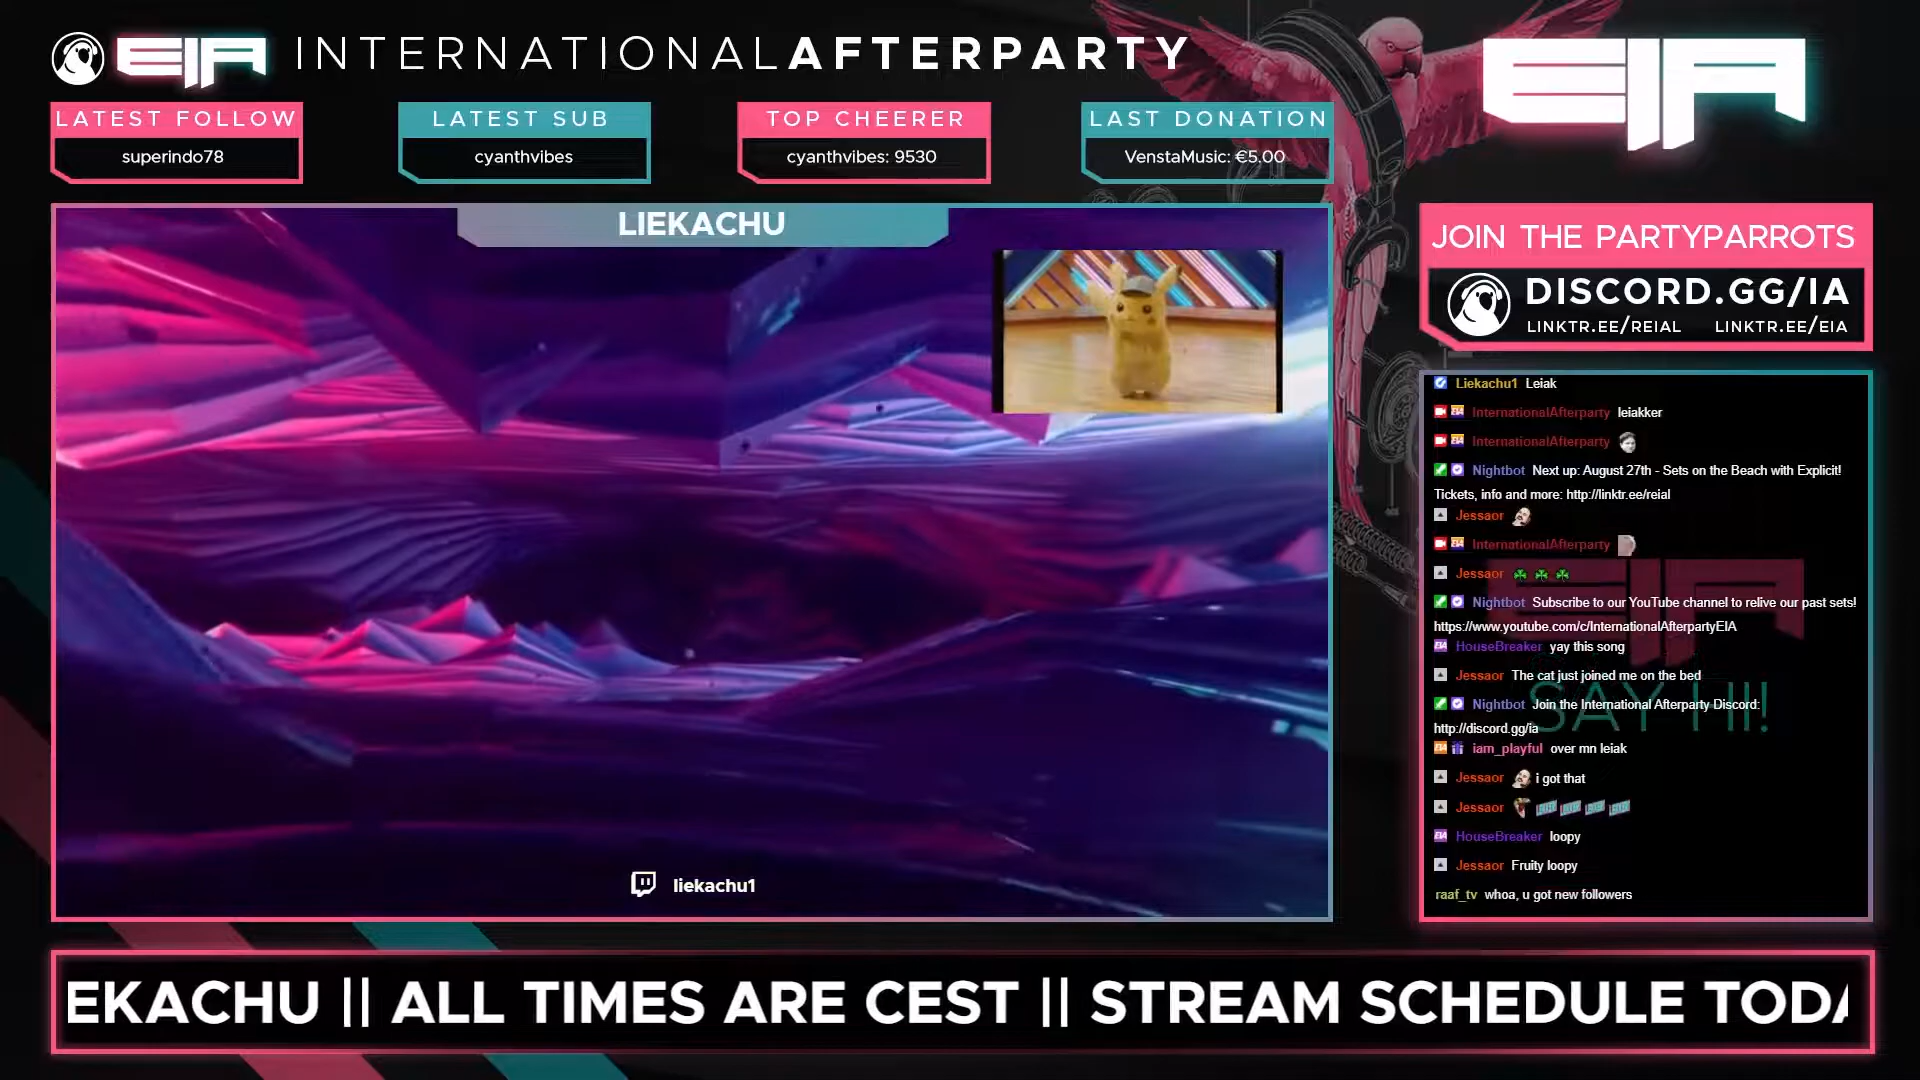 EIA INTERNATIONALAFTERPARTY
EIA
LATEST FOLLOW
superindo78
LATEST SUB
cyanthvibes
TOP CHEERER
cyanthvibes: 9530
LAST DONATION
VenstaMusic: €5.00
LIEKACHU
liekachu1
JOIN THE PARTYPARROTS
DISCORD.GG/IA
LINKTR.EE/REIAL LINKTR.EE/EIA
Liekachu1 Leiak
InternationalAfterparty leiakker
InternationalAfterparty
Nightbot Next up: August 27th - Sets on the Beach with Explicit!
Tickets, info and more: http://linktr.ee/reial
Jessaor
InternationalAfterparty
Jessaor
Nightbot Subscribe to our YouTube channel to relive our past sets!
https://www.youtube.com/c/InternationalAfterpartyEIA
HouseBreaker yay this song
Jessaor The cat just joined me on the bed
Nightbot Join the International Afterparty Discord:
http://discord.gg/ia
iam_playful over mn leiak
Jessaor i got that
Jessaor
HouseBreaker loopy
Jessaor Fruity loopy
raaf_tv whoa, u got new followers
EIA
SAY HI!
EKACHU || ALL TIMES ARE CEST || STREAM SCHEDULE TODA